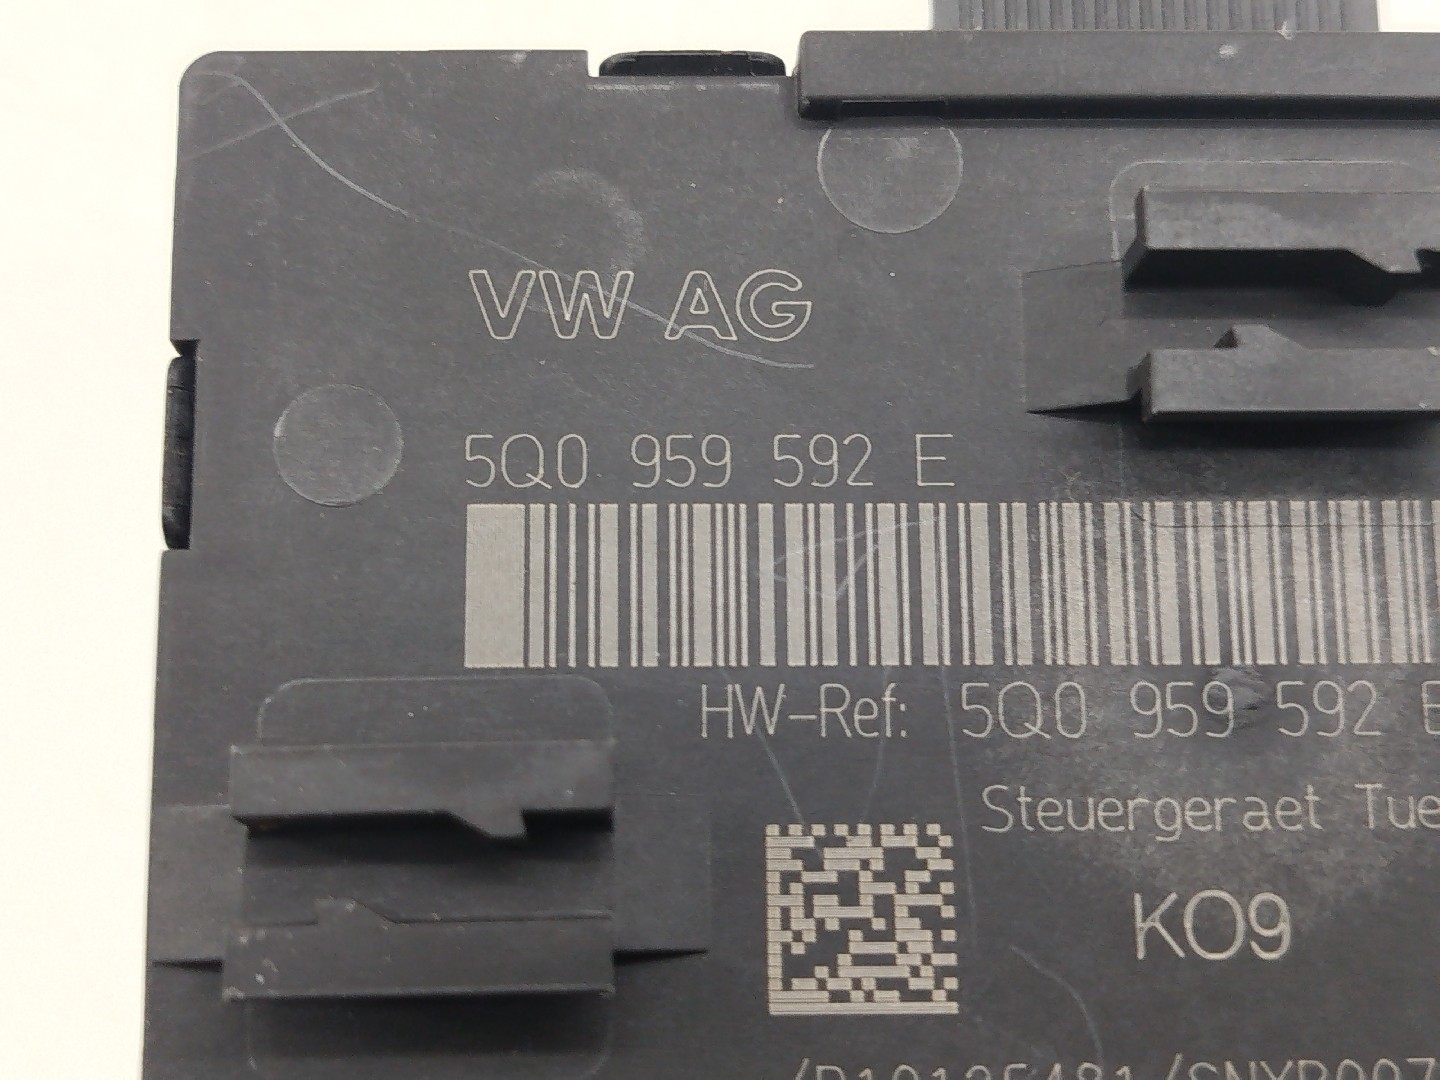 VW AG
5Q0 959 592 E
HW-Ref: 5Q0 959 592
Steuergeraet Tue
KO9